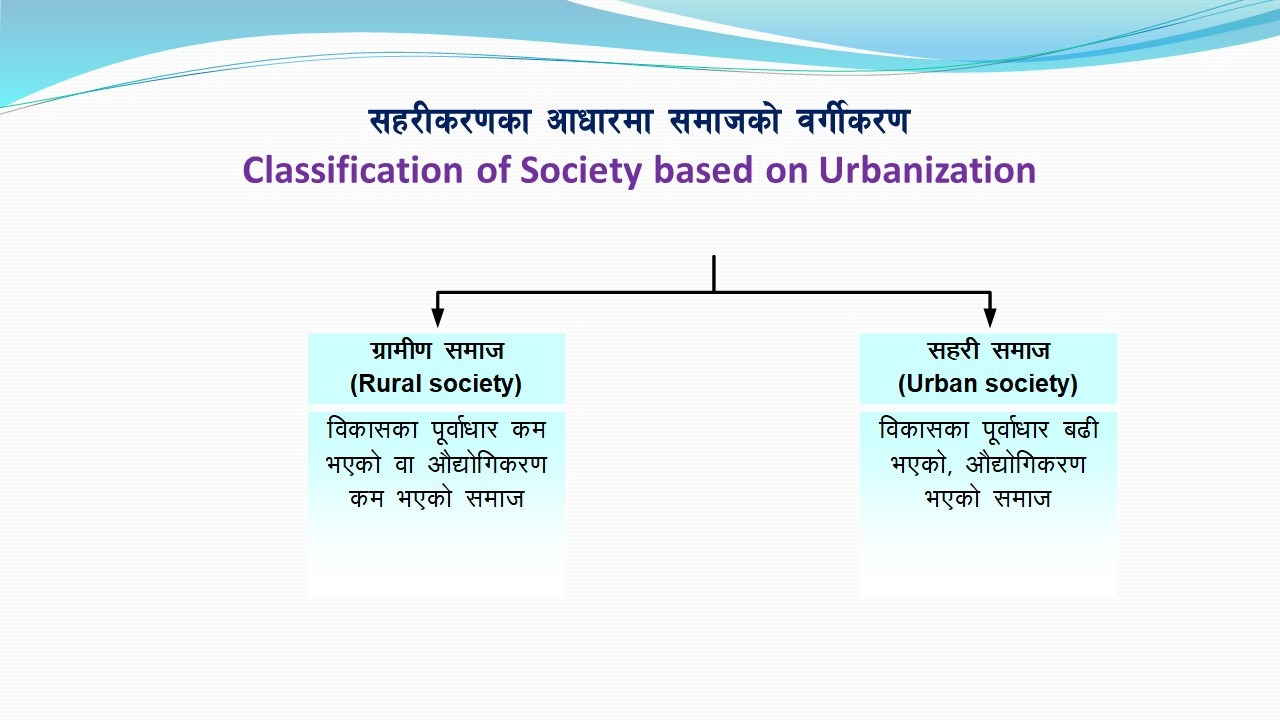 सहरीकरणका आधारमा समाजको वर्गीकरण
Classification of Society based on Urbanization
ग्रामीण समाज
(Rural society)
विकासका पूर्वाधार कम
भएको वा औद्योगिकरण
कम भएको समाज
सहरी समाज
(Urban society)
विकासका पूर्वाधार बढी
भएको, औद्योगिकरण
भएको समाज